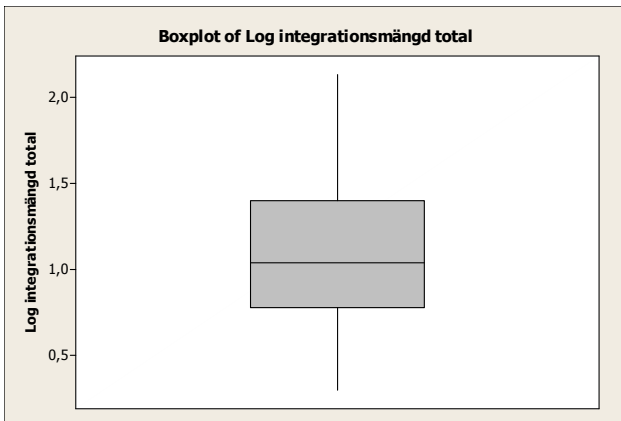 Boxplot of Log integrationsmängd total
Log integrationsmängd total
2,0
1,5
1,0
0,5